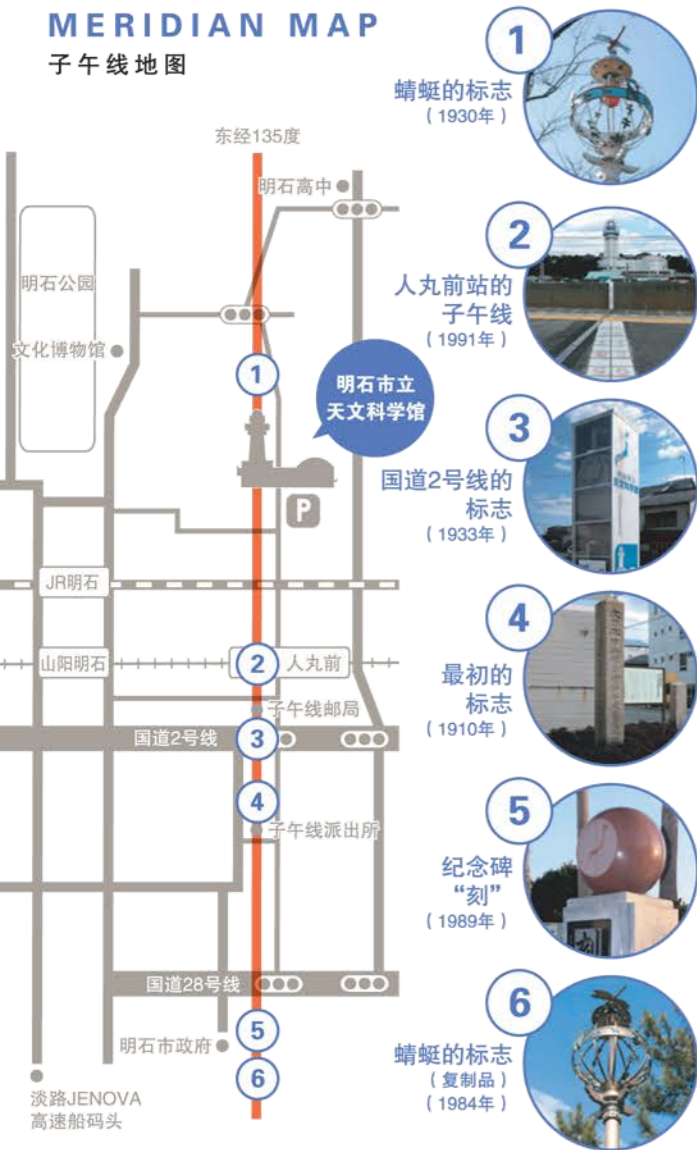 MERIDIAN MAP
子午线地图
东经135度
明石高中
明石公园
文化博物馆
1
明石市立
天文科学馆
P
JR明石
山阳明石
2
人丸前
子午线邮局
国道2号线
3
4
子午线派出所
国道28号线
5
明石市政府
6
淡路JENOVA
高速船码头
1
蜻蜓的标志
（1930年）
2
人丸前站的
子午线
（1991年）
3
国道2号线的
标志
（1933年）
4
最初的
标志
（1910年）
5
纪念碑
“刻”
（1989年）
刻
6
蜻蜓的标志
（复制品）
（1984年）